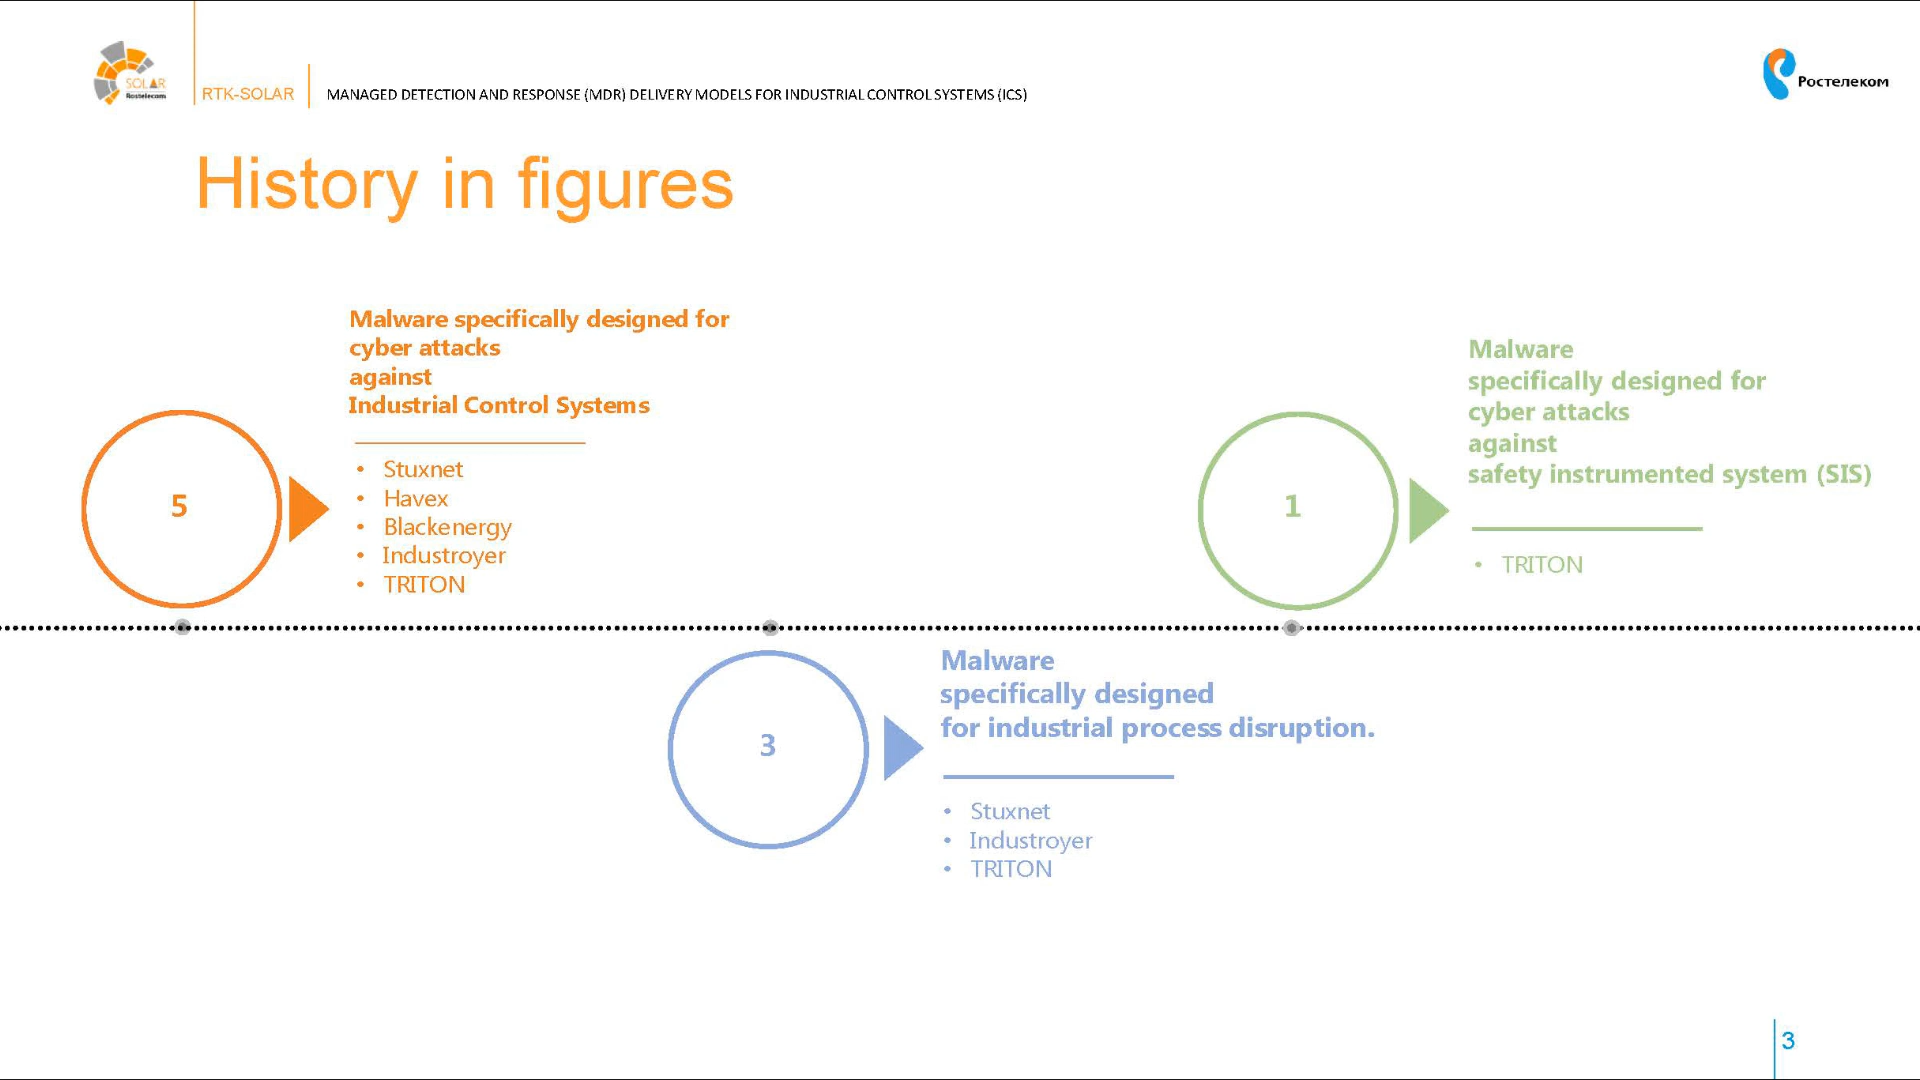 SOLAR
Rostelecom
RTK-SOLAR
MANAGED DETECTION AND RESPONSE (MDR) DELIVERY MODELS FOR INDUSTRIAL CONTROL SYSTEMS (ICS)
Ростелеком
History in figures
5
Malware specifically designed for
cyber attacks
against
Industrial Control Systems
• Stuxnet
• Havex
• Blackenergy
• Industroyer
• TRITON
3
Malware
specifically designed
for industrial process disruption.
• Stuxnet
• Industroyer
• TRITON
1
Malware
specifically designed for
cyber attacks
against
safety instrumented system (SIS)
• TRITON
3